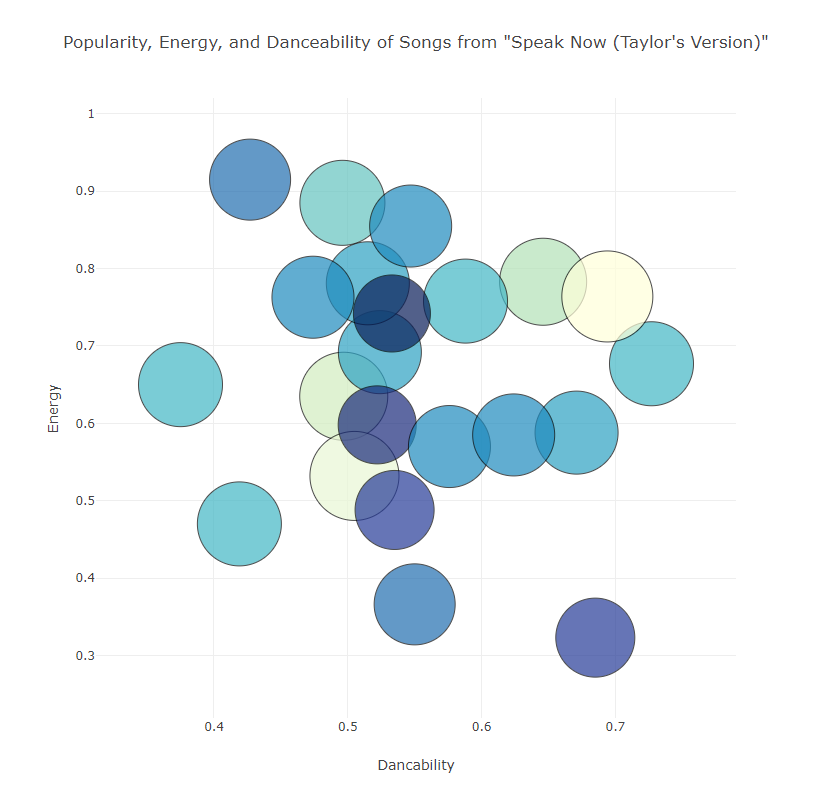 Popularity, Energy, and Danceability of Songs from "Speak Now (Taylor's Version)"
1
0.9
0.8
0.7
0.6
0.5
0.4
0.3
Energy
0.4 0.5 0.6 0.7
Dancability